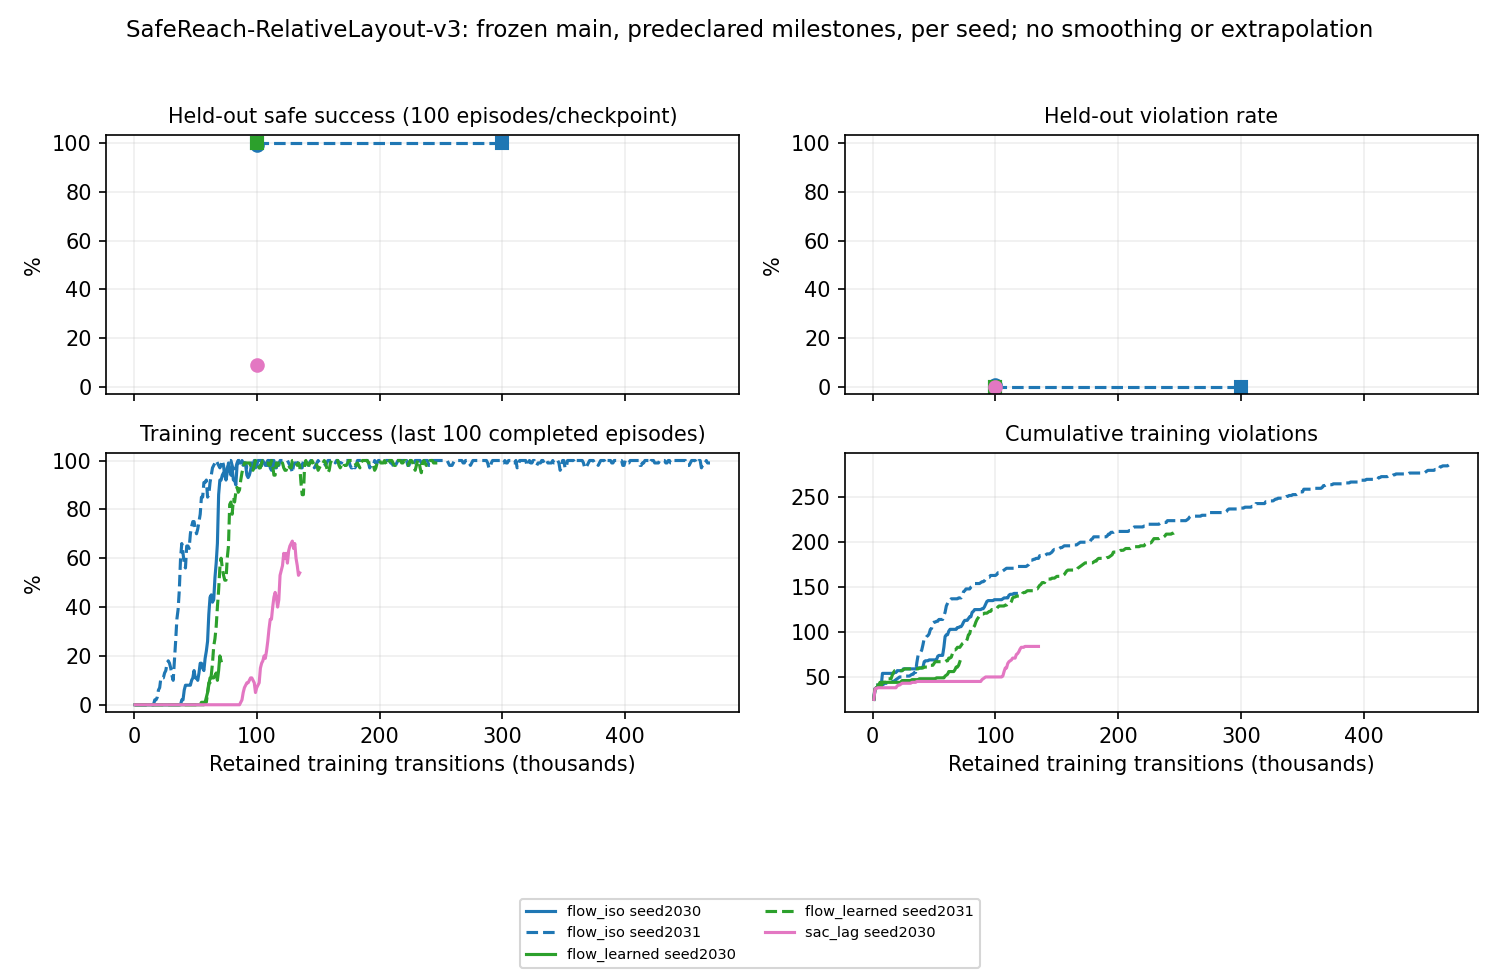 SafeReach-RelativeLayout-v3: frozen main, predeclared milestones, per seed; no smoothing or extrapolation
Held-out safe success (100 episodes/checkpoint)
100
80
60
40
20
0
%
Held-out violation rate
100
80
60
40
20
0
%
Training recent success (last 100 completed episodes)
100
80
60
40
20
0
%
0 100 200 300 400
Retained training transitions (thousands)
Cumulative training violations
250
200
150
100
50
0 100 200 300 400
Retained training transitions (thousands)
flow_iso seed2030
flow_iso seed2031
flow_learned seed2030
flow_learned seed2031
sac_lag seed2030